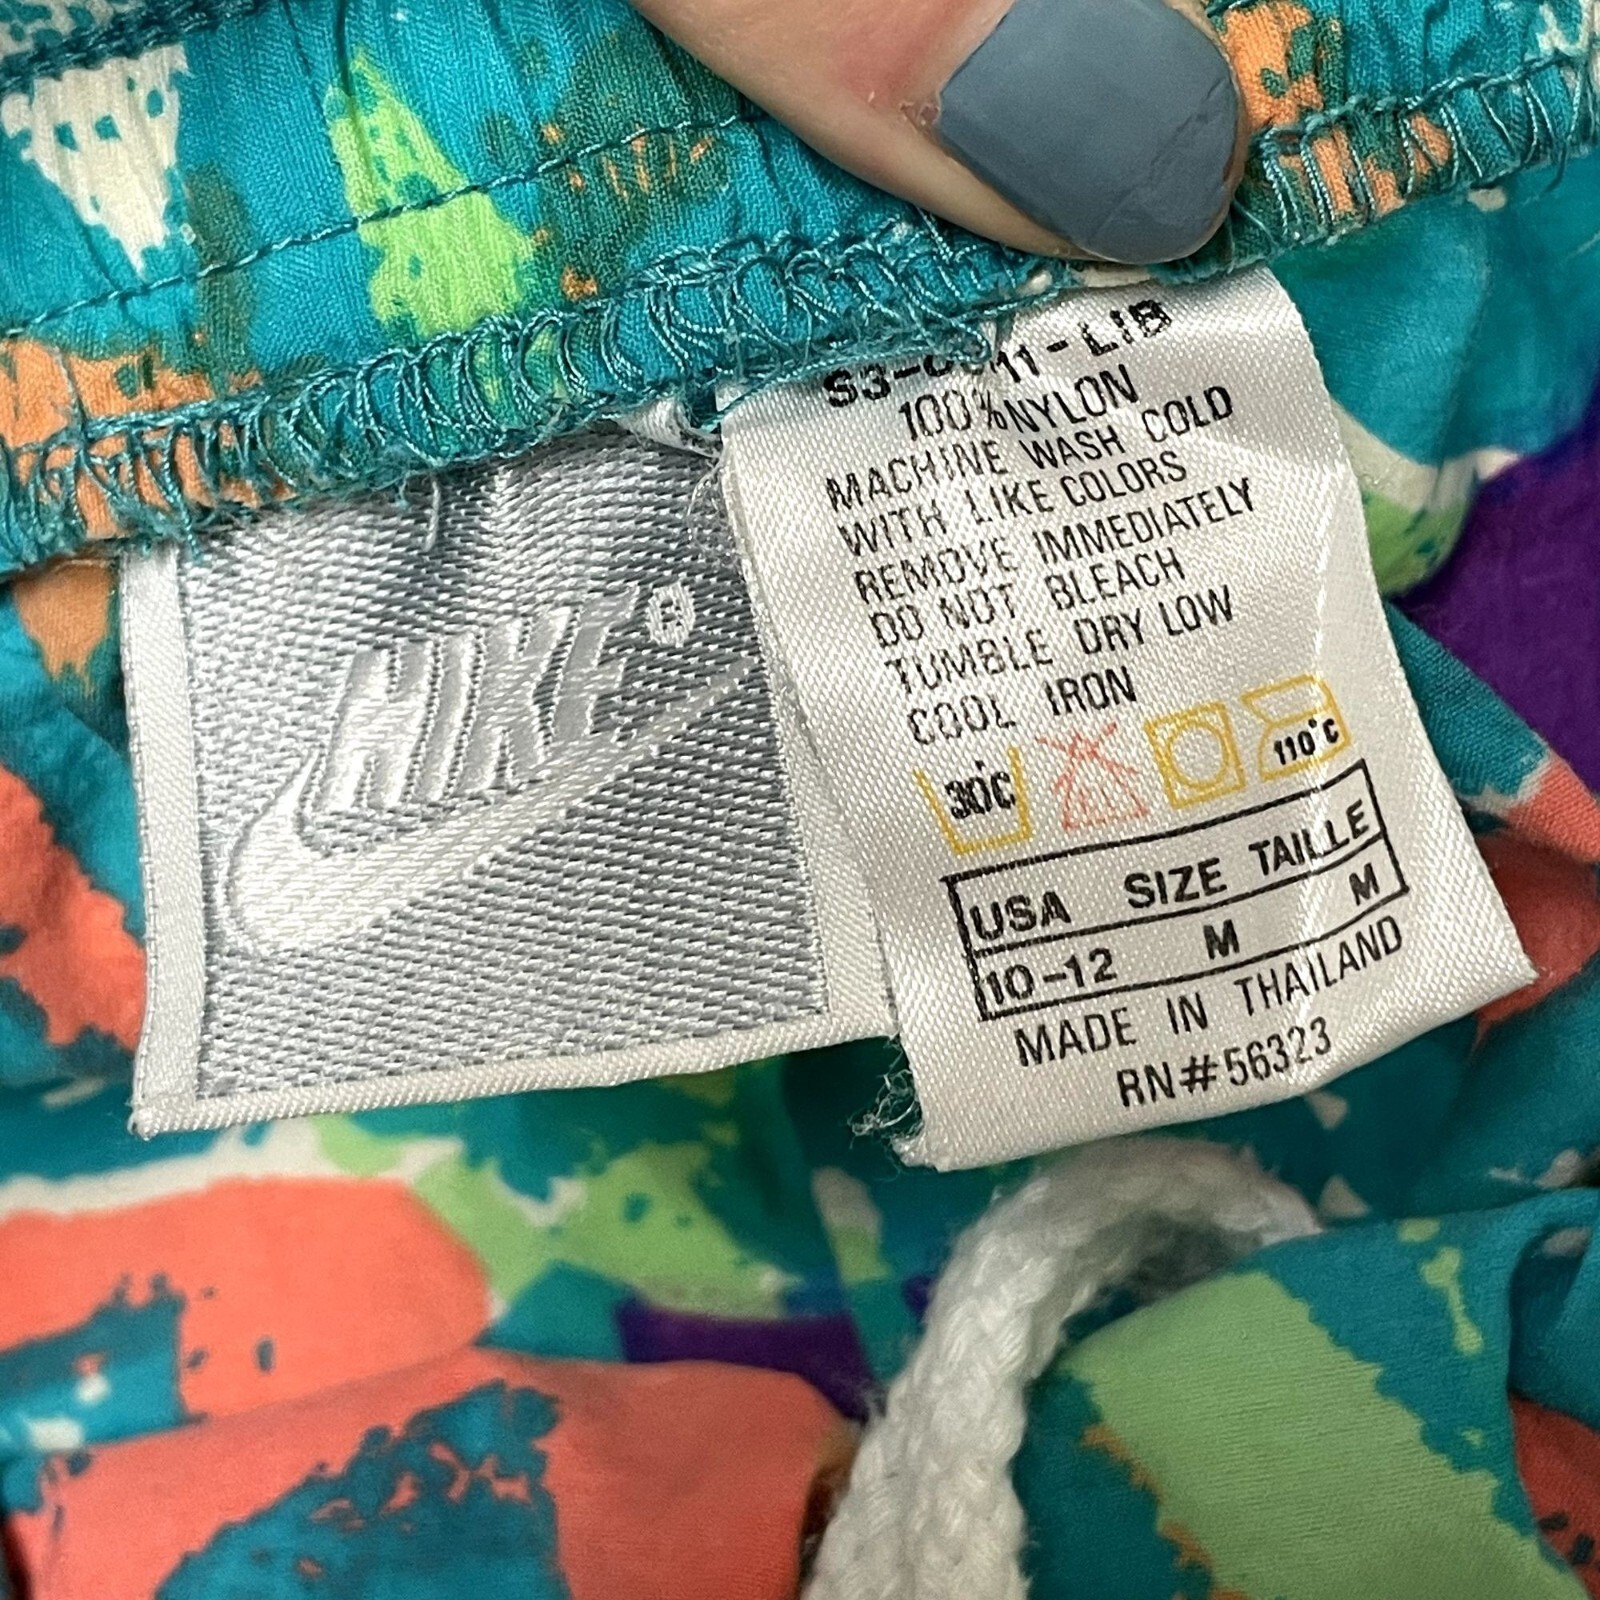 NIKE®
100% NYLON
MACHINE WASH COLD
WITH LIKE COLORS
REMOVE IMMEDIATELY
DO NOT BLEACH
TUMBLE DRY LOW
COOL IRON
30°C CL 110°C
USA SIZE TAILLE
10-12 M M
MADE IN THAILAND
RN#56323